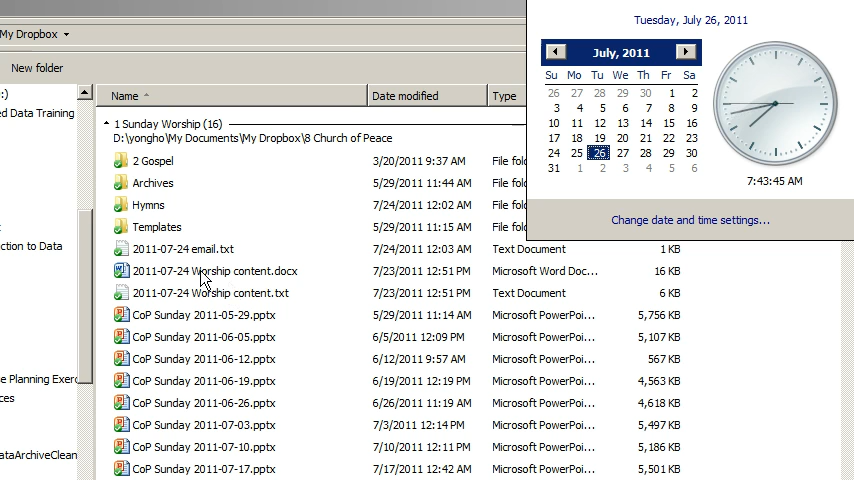 My Dropbox
New folder
:)
ed Data Training
ction to Data
e Planning Exerc
ces
ataArchiveClean
Name
Date modified
Type
1 Sunday Worship (16)
D:\yongho\My Documents\My Dropbox\8 Church of Peace
2 Gospel 3/20/2011 9:37 AM File fold
Archives 5/29/2011 11:44 AM File fold
Hymns 7/24/2011 12:02 AM File fold
Templates 5/29/2011 11:15 AM File fold
2011-07-24 email.txt 7/24/2011 12:03 AM Text Document 1 KB
2011-07-24 Worship content.docx 7/23/2011 12:51 PM Microsoft Word Doc... 16 KB
2011-07-24 Worship content.txt 7/23/2011 12:51 PM Text Document 6 KB
CoP Sunday 2011-05-29.pptx 5/29/2011 11:14 AM Microsoft PowerPoi... 5,756 KB
CoP Sunday 2011-06-05.pptx 6/5/2011 12:09 PM Microsoft PowerPoi... 5,107 KB
CoP Sunday 2011-06-12.pptx 6/12/2011 9:57 AM Microsoft PowerPoi... 567 KB
CoP Sunday 2011-06-19.pptx 6/19/2011 12:19 PM Microsoft PowerPoi... 4,563 KB
CoP Sunday 2011-06-26.pptx 6/26/2011 11:19 AM Microsoft PowerPoi... 4,618 KB
CoP Sunday 2011-07-03.pptx 7/3/2011 12:14 PM Microsoft PowerPoi... 5,497 KB
CoP Sunday 2011-07-10.pptx 7/10/2011 12:11 PM Microsoft PowerPoi... 5,186 KB
CoP Sunday 2011-07-17.pptx 7/17/2011 12:42 AM Microsoft PowerPoi... 5,501 KB
Tuesday, July 26, 2011
July, 2011
Su Mo Tu We Th Fr Sa
26 27 28 29 30 1 2
3 4 5 6 7 8 9
10 11 12 13 14 15 16
17 18 19 20 21 22 23
24 25 26 27 28 29 30
31 1 2 3 4 5 6
7:43:45 AM
Change date and time settings...